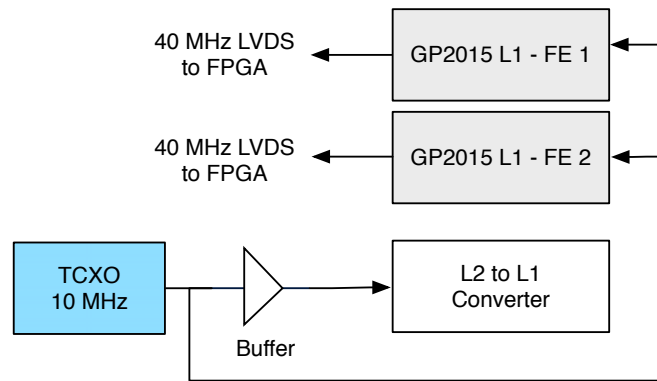 40 MHz LVDS
to FPGA
GP2015 L1 - FE 1
40 MHz LVDS
to FPGA
GP2015 L1 - FE 2
TCXO
10 MHz
Buffer
L2 to L1
Converter